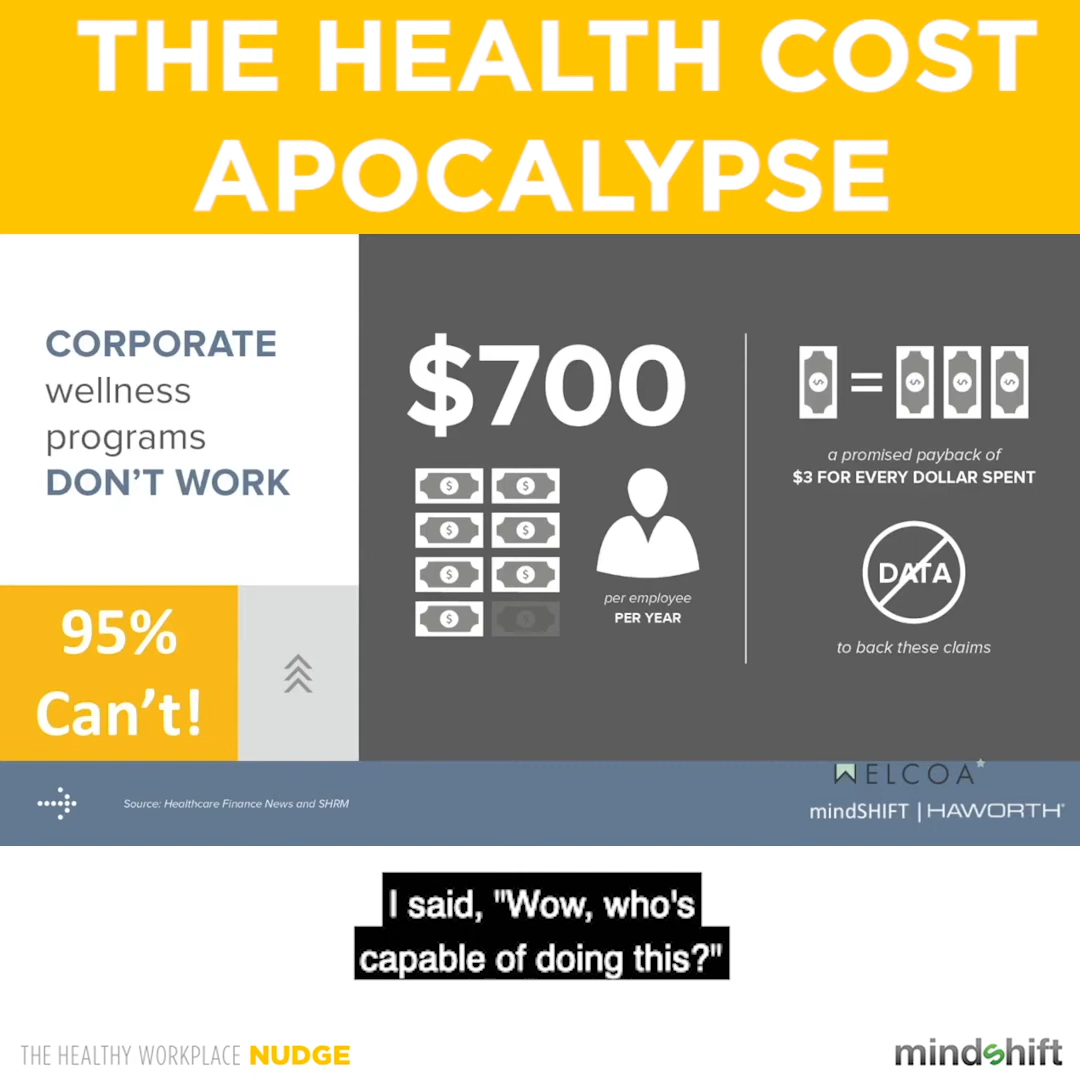 THE HEALTH COST
APOCALYPSE
CORPORATE
wellness
programs
DON'T WORK
95%
Can't!
$700
per employee
PER YEAR
=
a promised payback of
$3 FOR EVERY DOLLAR SPENT
DATA
to back these claims
Source: Healthcare Finance News and SHRM
WELCOA
mindSHIFT | HAWORTH
I said, "Wow, who's
capable of doing this?"
THE HEALTHY WORKPLACE NUDGE
mindshift